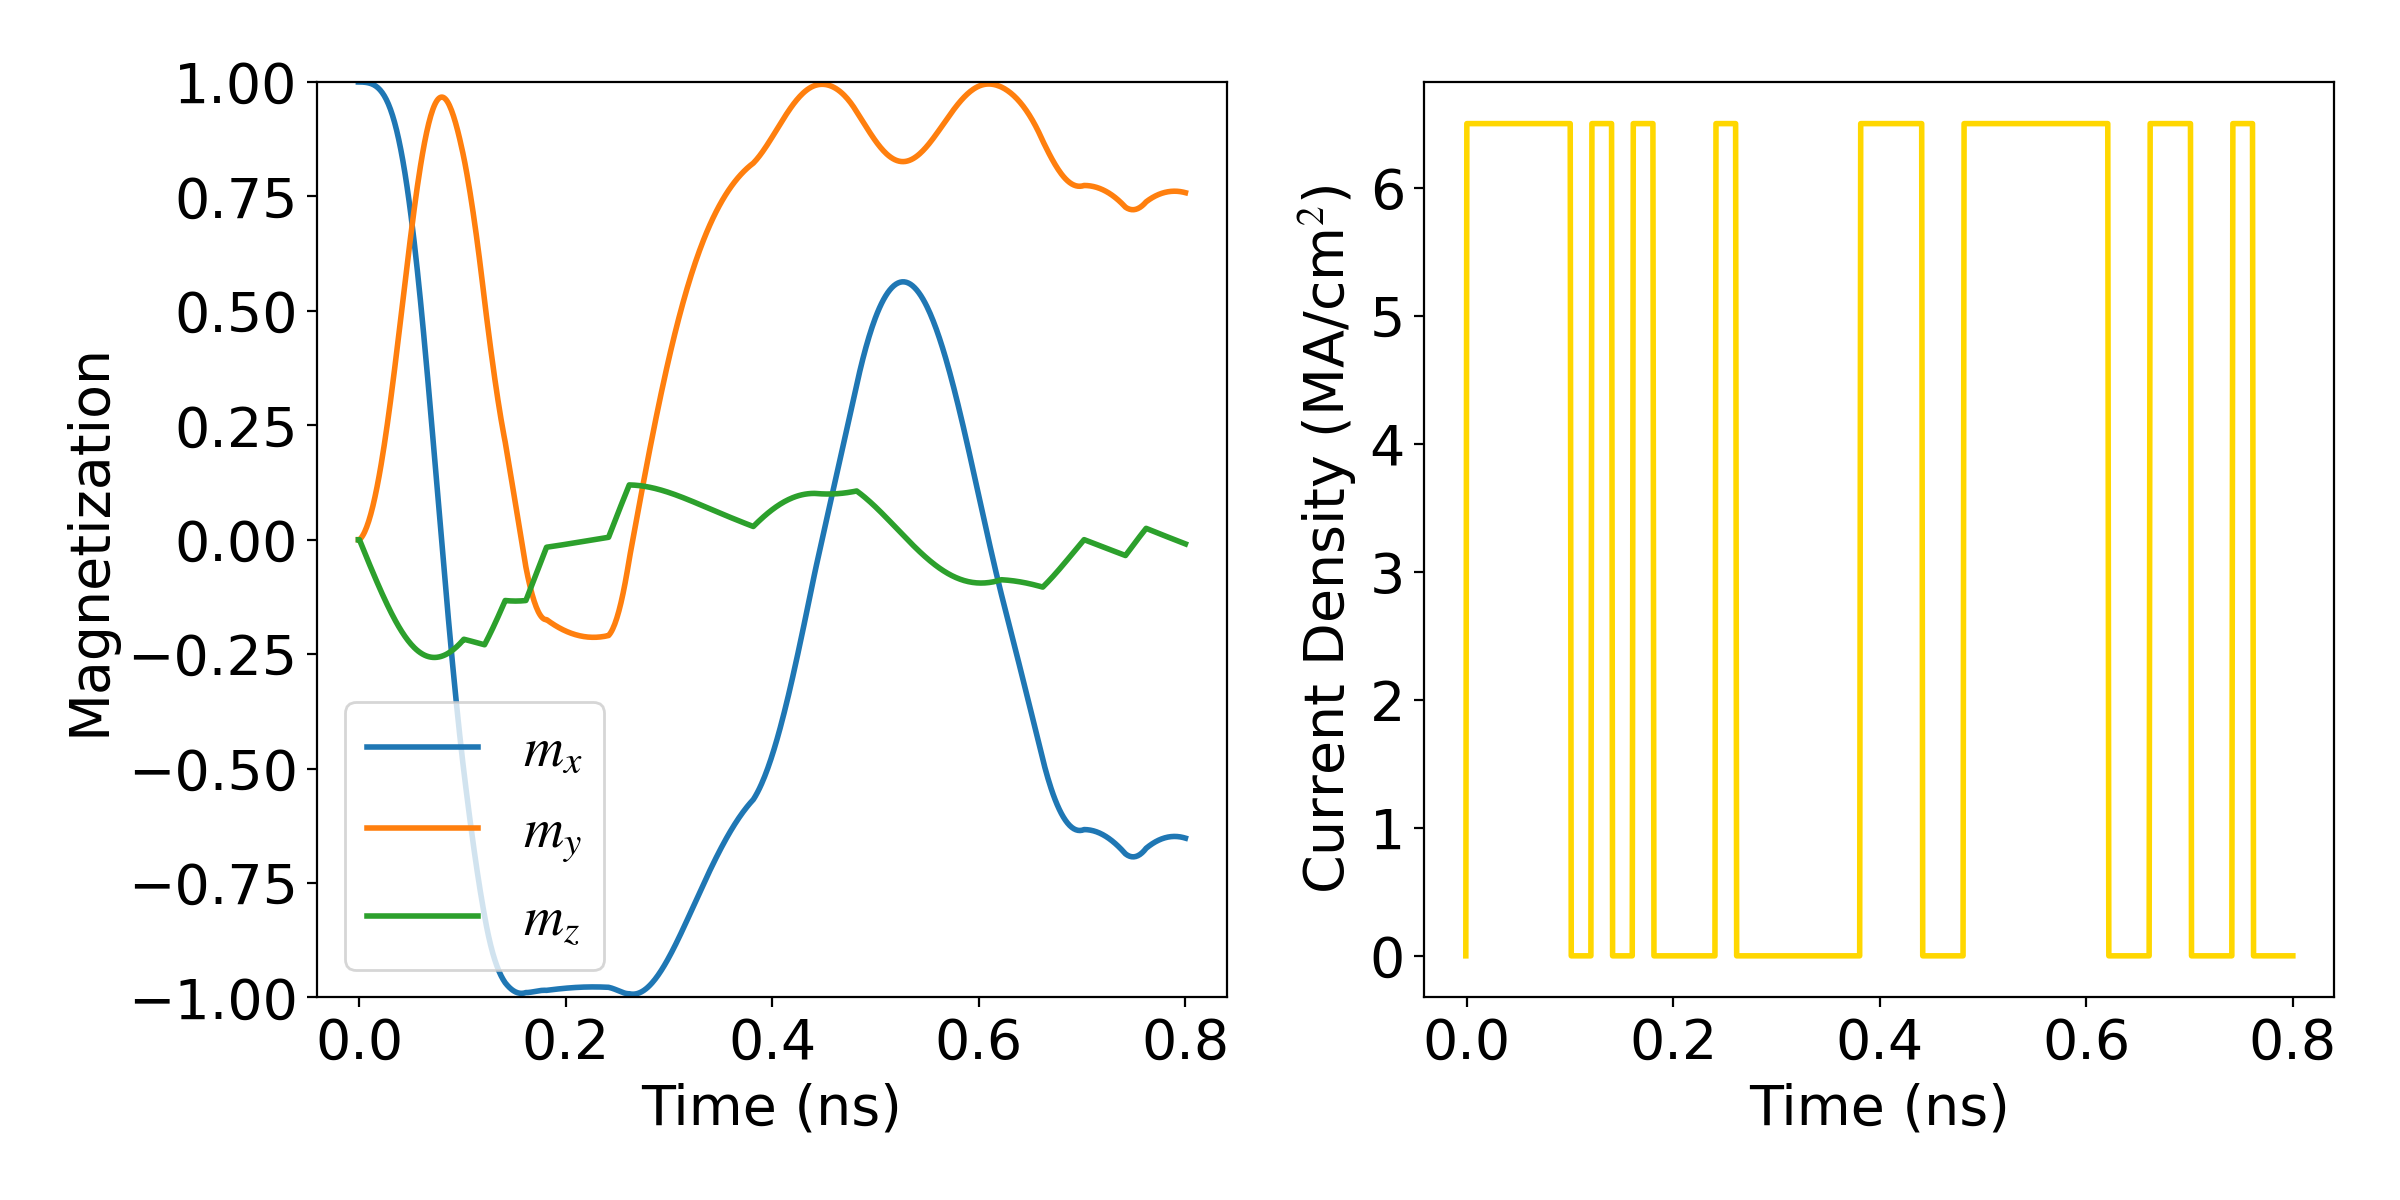 Magnetization
1.00
0.75
0.50
0.25
0.00
−0.25
−0.50
−0.75
−1.00
m_x
m_y
m_z
0.0 0.2 0.4 0.6 0.8
Time (ns)
Current Density (MA/cm²)
6
5
4
3
2
1
0
0.0 0.2 0.4 0.6 0.8
Time (ns)